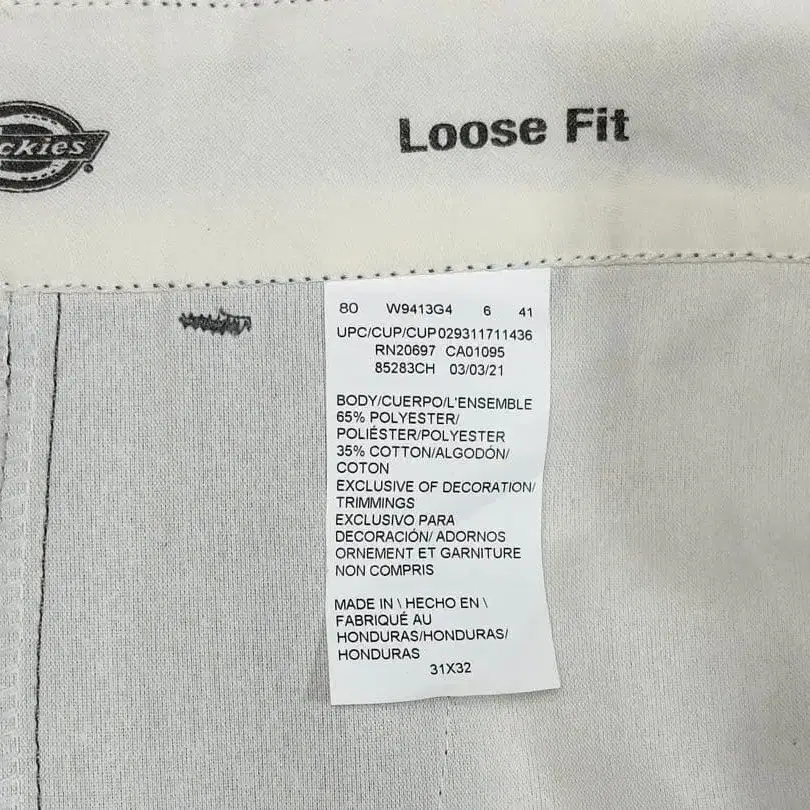 Loose Fit
ckies
80 W9413G4 6 41
UPC/CUP/CUP029311711436
RN20697 CA01095
85283CH 03/03/21
BODY/CUERPO/L'ENSEMBLE
65% POLYESTER/
POLIÉSTER/POLYESTER
35% COTTON/ALGODÓN/
COTON
EXCLUSIVE OF DECORATION/
TRIMMINGS
EXCLUSIVO PARA
DECORACIÓN/ ADORNOS
ORNEMENT ET GARNITURE
NON COMPRIS
MADE IN \ HECHO EN \
FABRIQUÉ AU
HONDURAS/HONDURAS/
HONDURAS
31X32